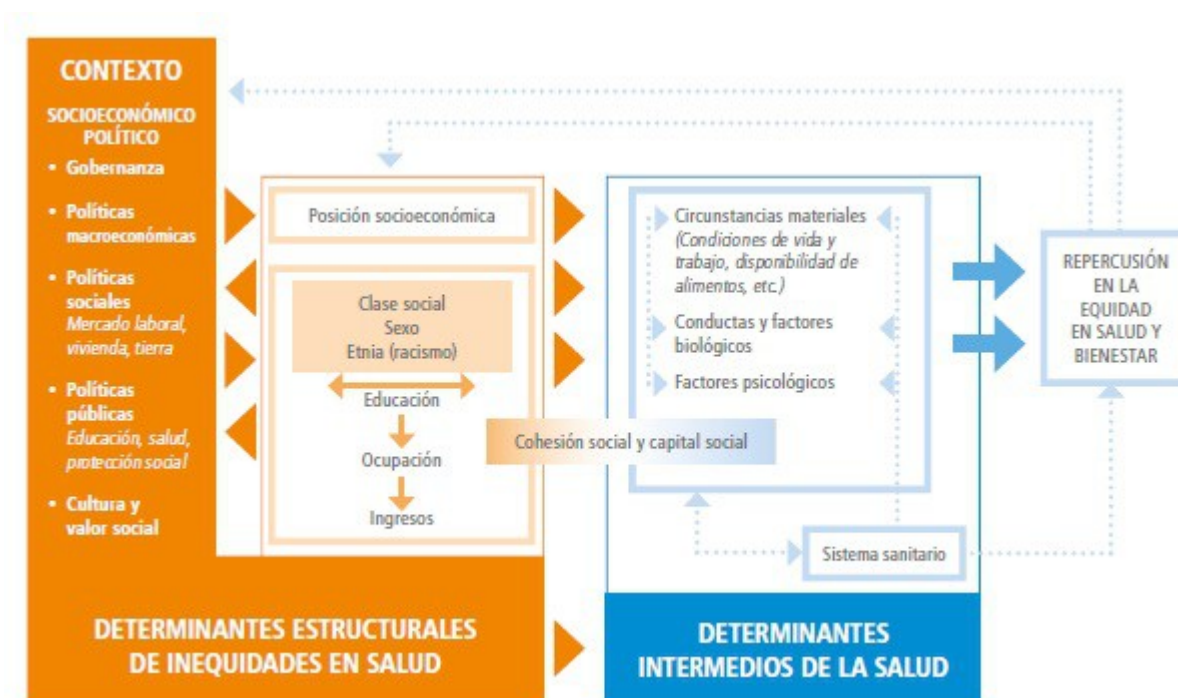 CONTEXTO
SOCIOECONÓMICO
POLÍTICO
• Gobernanza
• Políticas
macroeconómicas
• Políticas
sociales
Mercado laboral,
vivienda, tierra
• Políticas
públicas
Educación, salud,
protección social
• Cultura y
valor social
Posición socioeconómica
Clase social
Sexo
Etnia (racismo)
Educación
Ocupación
Ingresos
Cohesión social y capital social
Circunstancias materiales
(Condiciones de vida y
trabajo, disponibilidad de
alimentos, etc.)
Conductas y factores
biológicos
Factores psicológicos
Sistema sanitario
REPERCUSIÓN
EN LA
EQUIDAD
EN SALUD Y
BIENESTAR
DETERMINANTES ESTRUCTURALES
DE INEQUIDADES EN SALUD
DETERMINANTES
INTERMEDIOS DE LA SALUD